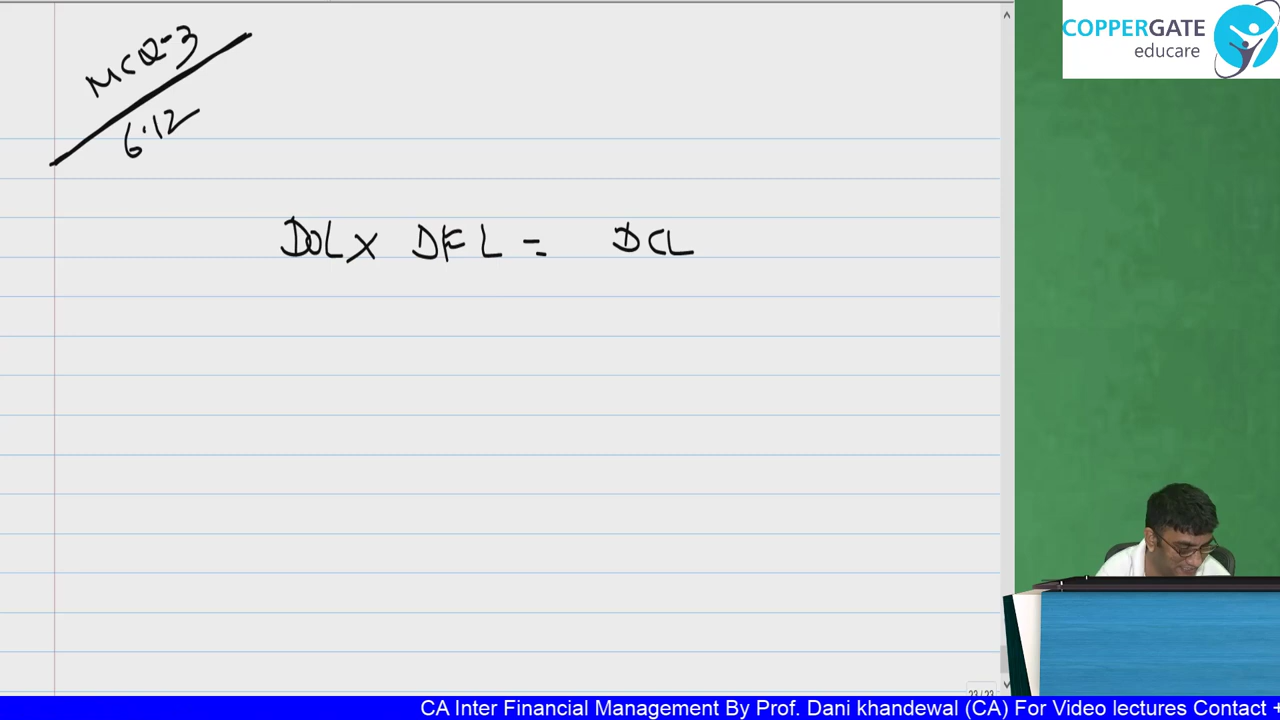 MCQ-3
6.12
DOL X DFL = DCL
COPPERGATE
educare
CA Inter Financial Management By Prof. Dani khandewal (CA) For Video lectures Contact +